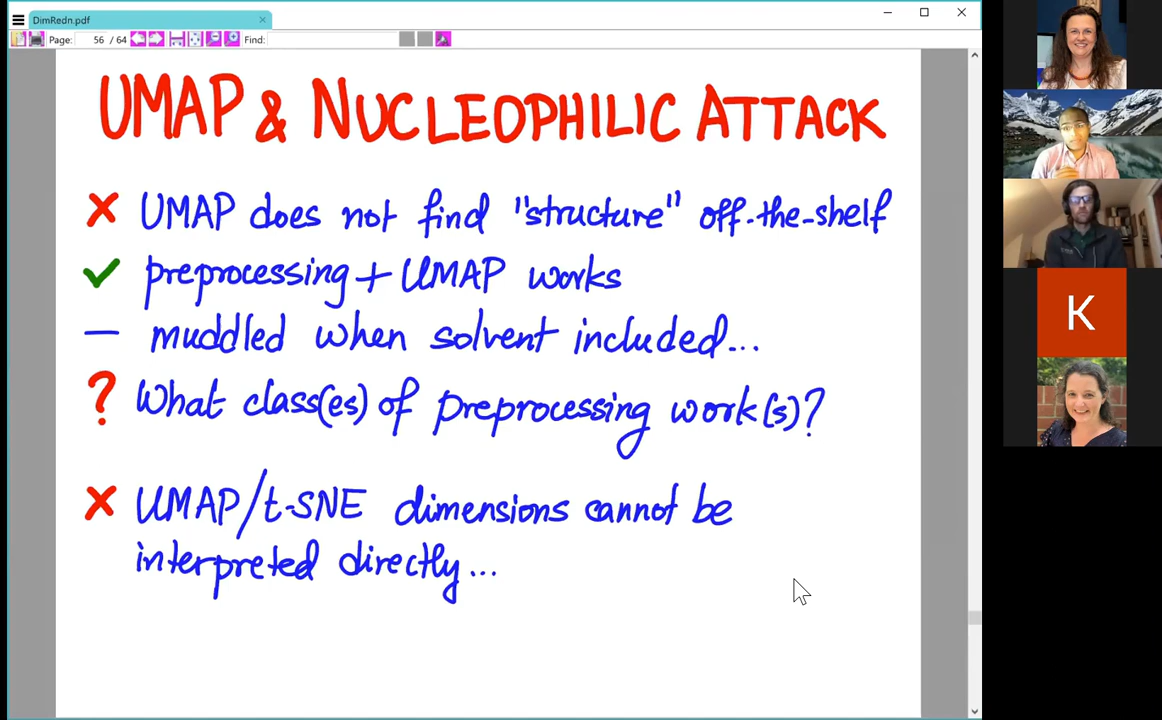 DimRedn.pdf
Page: 56 / 64 Find:
UMAP & NUCLEOPHILIC ATTACK
✗ UMAP does not find "structure" off-the-shelf
✓ preprocessing + UMAP works
– muddled when solvent included...
? What class(es) of preprocessing work(s)?
✗ UMAP/t-SNE dimensions cannot be
interpreted directly...
K